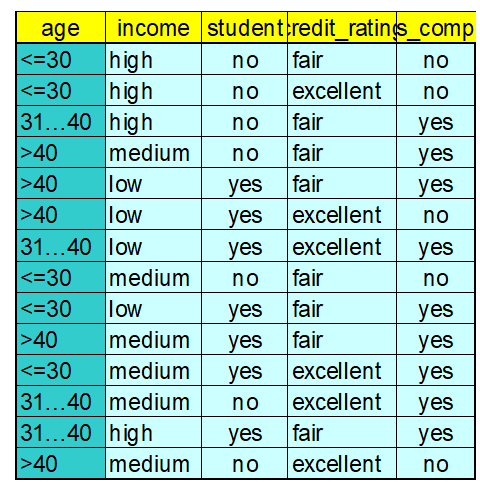 age income student credit_rating s_comp
<=30 high no fair no
<=30 high no excellent no
31…40 high no fair yes
>40 medium no fair yes
>40 low yes fair yes
>40 low yes excellent no
31…40 low yes excellent yes
<=30 medium no fair no
<=30 low yes fair yes
>40 medium yes fair yes
<=30 medium yes excellent yes
31…40 medium no excellent yes
31…40 high yes fair yes
>40 medium no excellent no